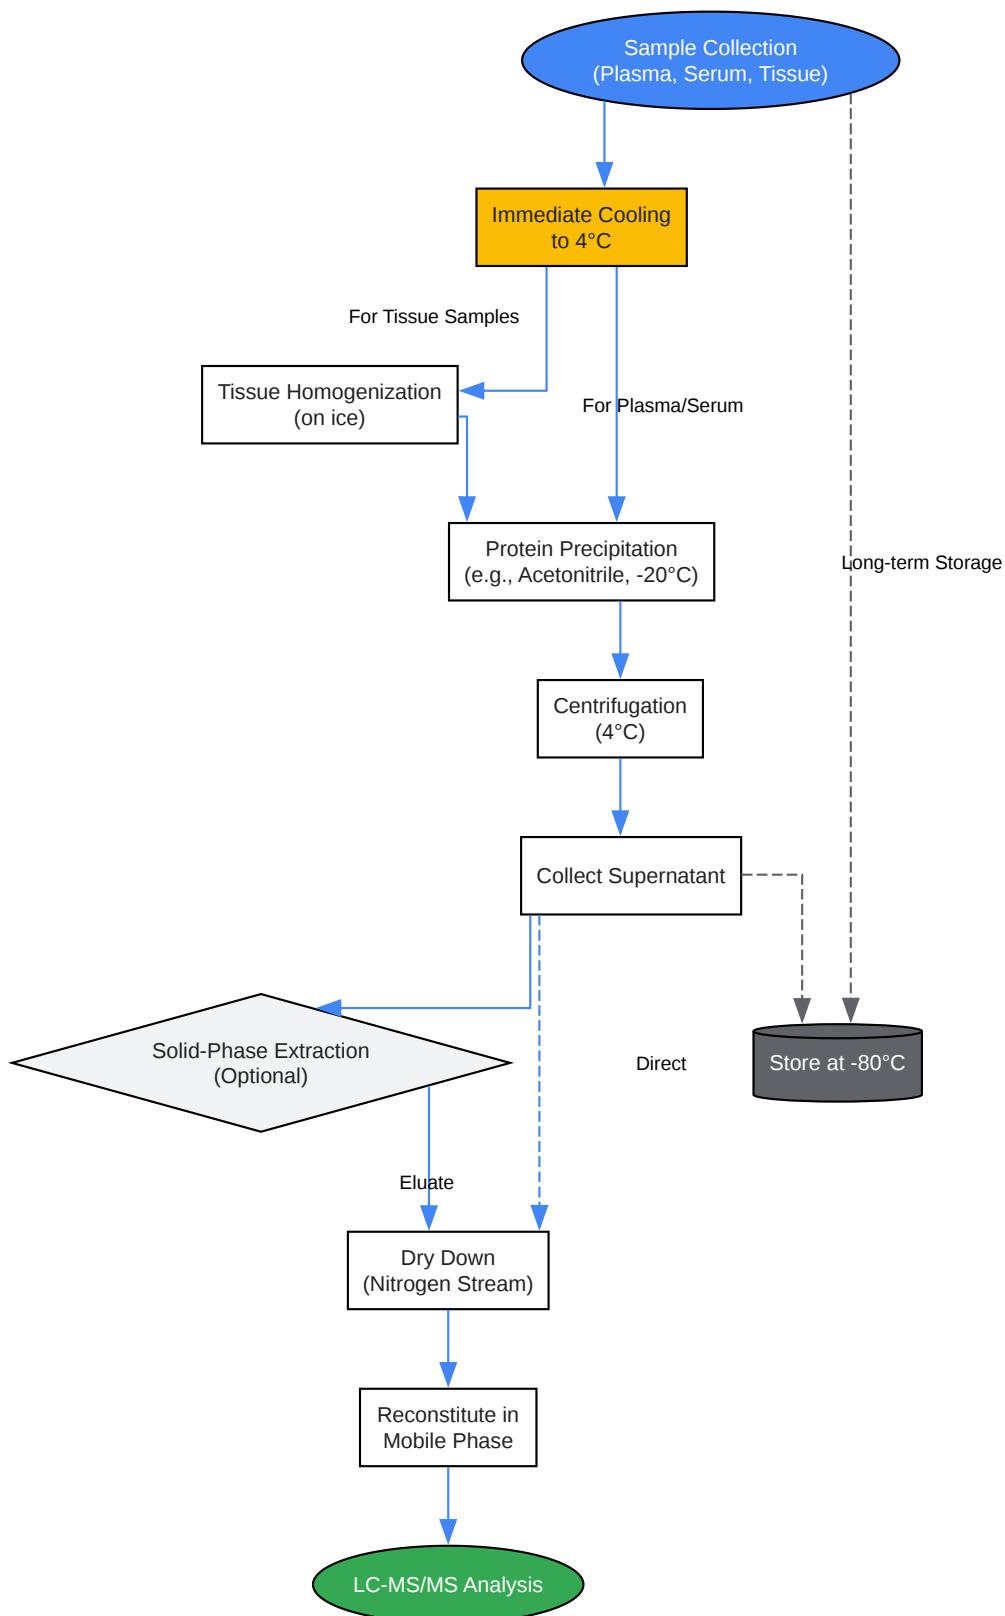 Sample Collection
(Plasma, Serum, Tissue)
Immediate Cooling
to 4°C
For Tissue Samples
Tissue Homogenization
(on ice)
For Plasma/Serum
Protein Precipitation
(e.g., Acetonitrile, -20°C)
Long-term Storage
Centrifugation
(4°C)
Collect Supernatant
Solid-Phase Extraction
(Optional)
Direct
Store at -80°C
Eluate
Dry Down
(Nitrogen Stream)
Reconstitute in
Mobile Phase
LC-MS/MS Analysis